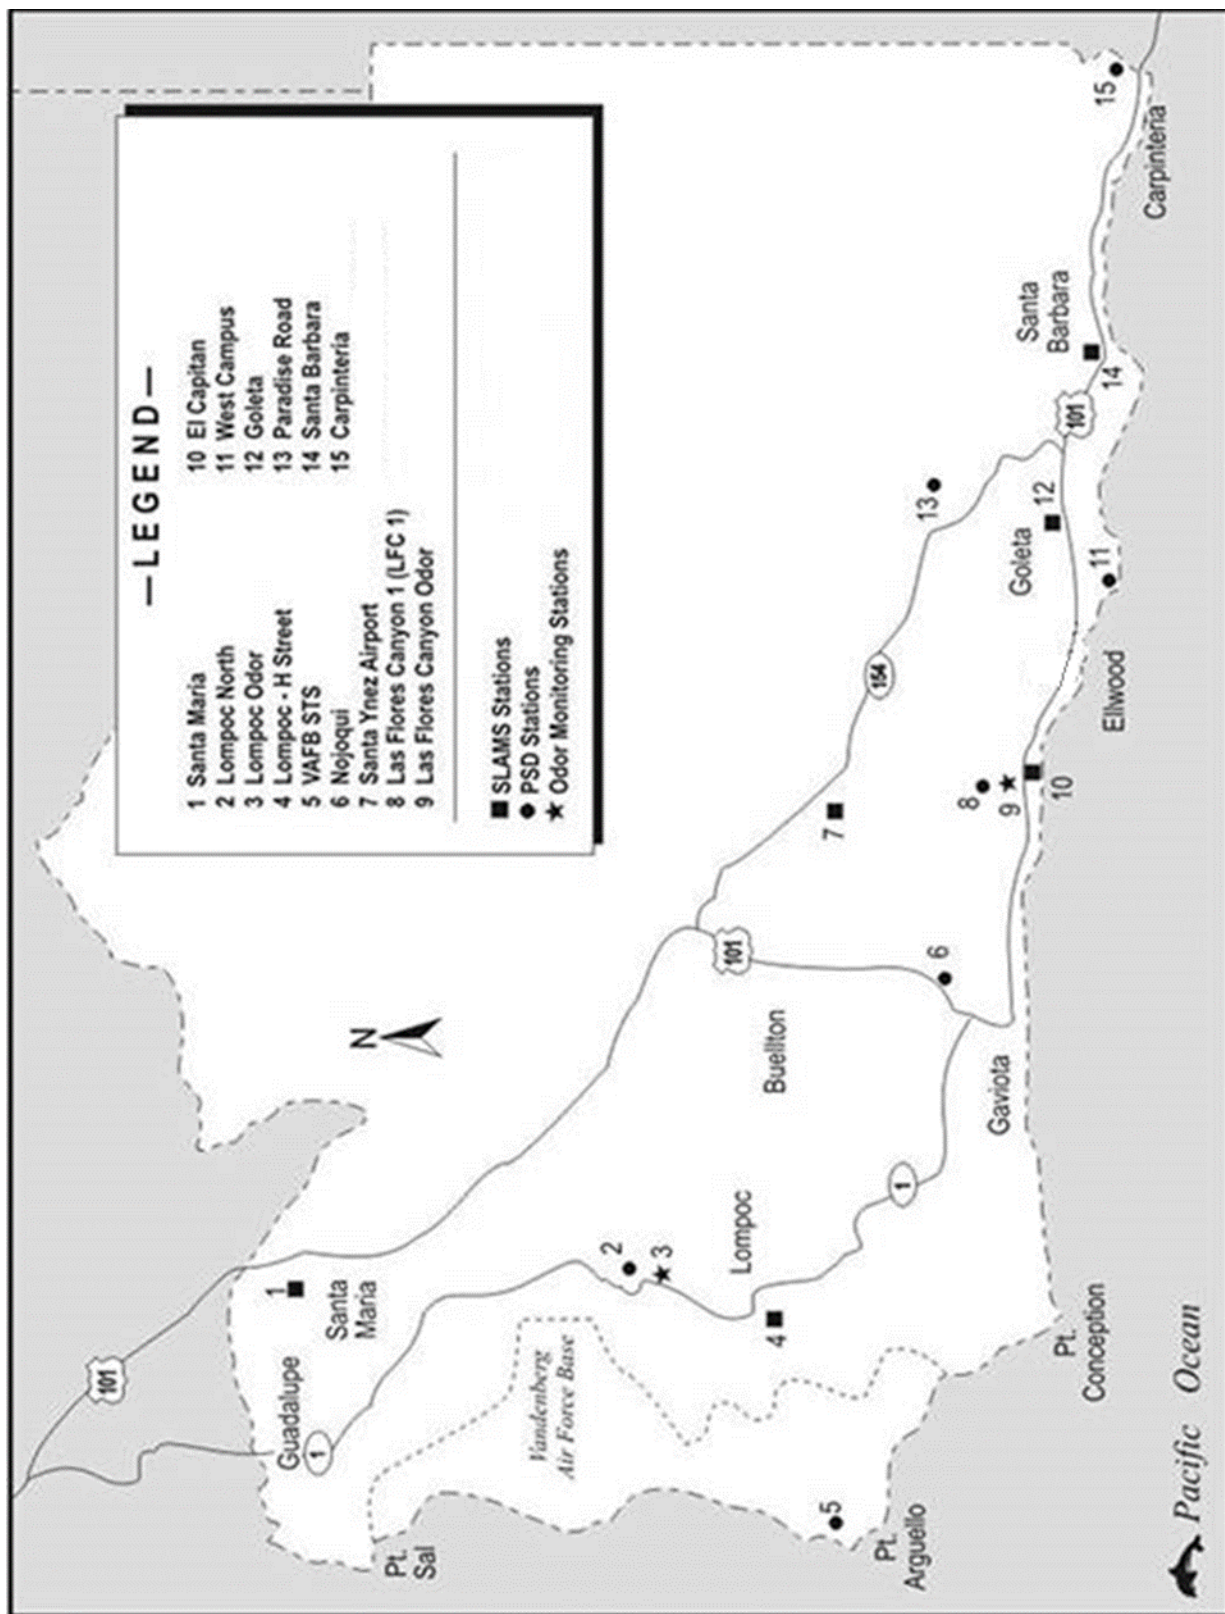 —LEGEND—
1 Santa Maria
2 Lompoc North
3 Lompoc Odor
4 Lompoc - H Street
5 VAFB STS
6 Nojoqui
7 Santa Ynez Airport
8 Las Flores Canyon 1 (LFC 1)
9 Las Flores Canyon Odor
10 El Capitan
11 West Campus
12 Goleta
13 Paradise Road
14 Santa Barbara
15 Carpinteria
SLAMS Stations
PSD Stations
Odor Monitoring Stations
N
101
Guadalupe
1
1
Santa
Maria
Pt.
Sal
Vandenberg
Air Force Base
2
3
Lompoc
4
5
Pt.
Arguello
1
Buellton
101
6
Gaviota
Pt.
Conception
7
154
8
9
10
Ellwood
13
Goleta
12
11
101
Santa
Barbara
14
15
Carpinteria
Pacific Ocean